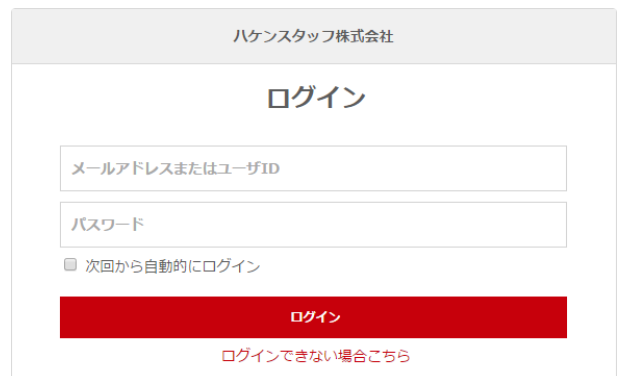 ハケンスタッフ株式会社
ログイン
メールアドレスまたはユーザID
パスワード
次回から自動的にログイン
ログイン
ログインできない場合こちら